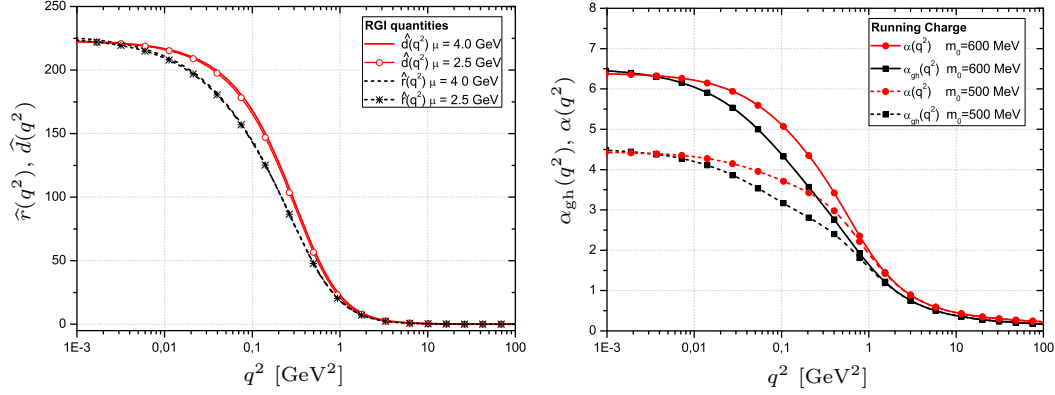 RGI quantities
d̂(q²) μ = 4.0 GeV
d̂(q²) μ = 2.5 GeV
r̂(q²) μ = 4.0 GeV
r̂(q²) μ = 2.5 GeV
250
200
150
100
50
0
r̂(q²), d̂(q²
1E-3 0,01 0,1 1 10 100
q² [GeV²]
Running Charge
α(q²) m₀=600 MeV
α_gh(q²) m₀=600 MeV
α(q²) m₀=500 MeV
α_gh(q²) m₀=500 MeV
8
7
6
5
4
3
2
1
0
α_gh(q²), α(q²
1E-3 0,01 0,1 1 10 100
q² [GeV²]